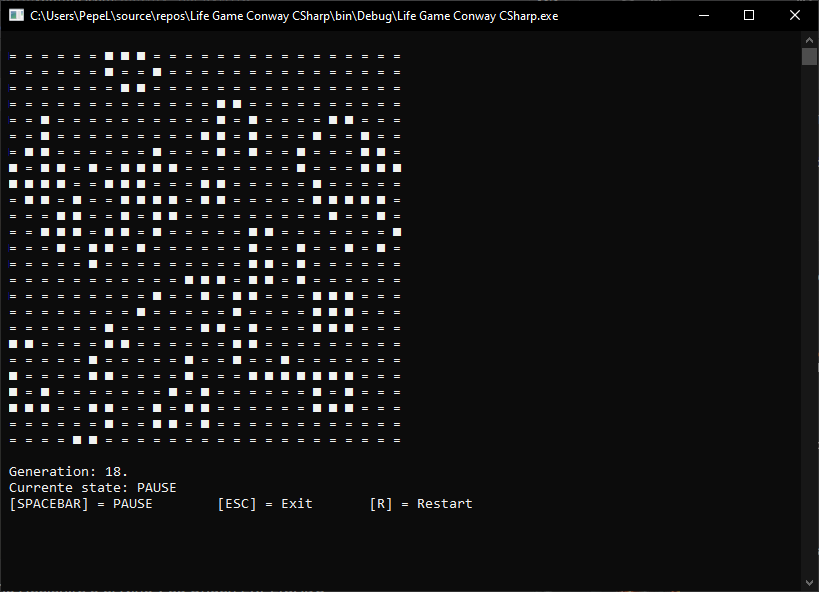 C:\Users\PepeL\source\repos\Life Game Conway CSharp\bin\Debug\Life Game Conway CSharp.exe
Generation: 18.
Currente state: PAUSE
[SPACEBAR] = PAUSE [ESC] = Exit [R] = Restart